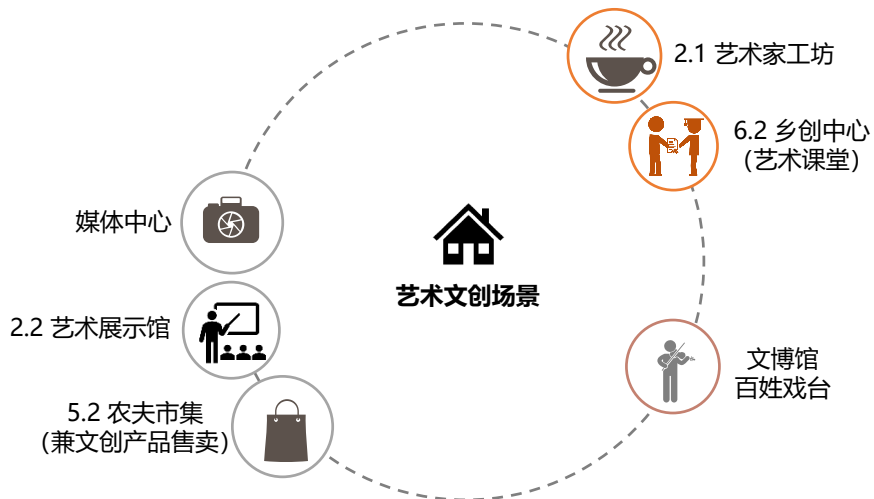 2.1 艺术家工坊
6.2 乡创中心
（艺术课堂）
媒体中心
艺术文创场景
2.2 艺术展示馆
文博馆
百姓戏台
5.2 农夫市集
（兼文创产品售卖）